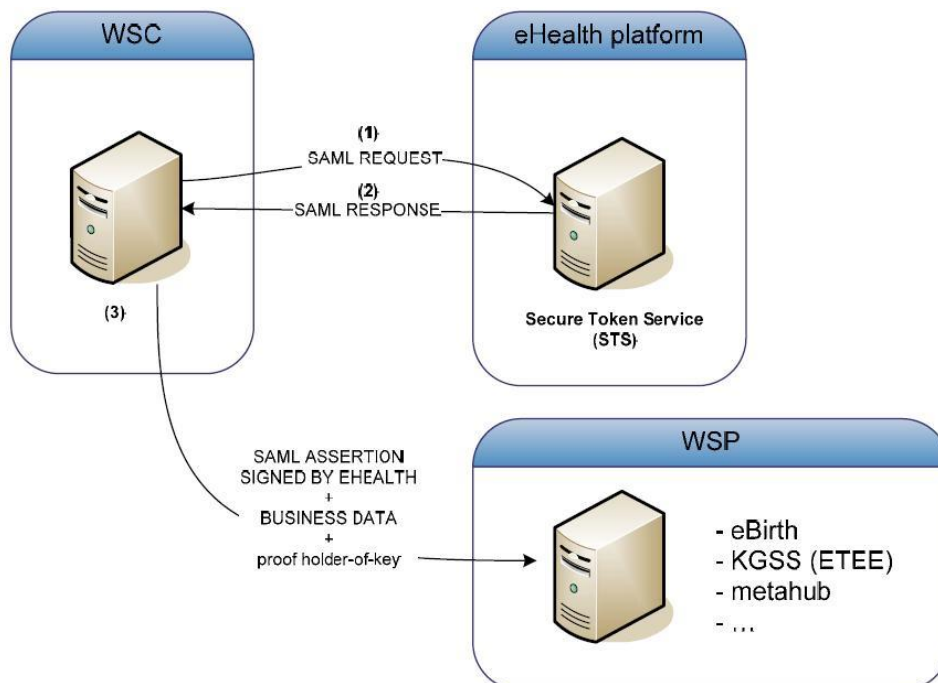 WSC
eHealth platform
(1)
SAML REQUEST
(2)
SAML RESPONSE
(3)
Secure Token Service
(STS)
SAML ASSERTION
SIGNED BY EHEALTH
+
BUSINESS DATA
+
proof holder-of-key
WSP
- eBirth
- KGSS (ETEE)
- metahub
- ...